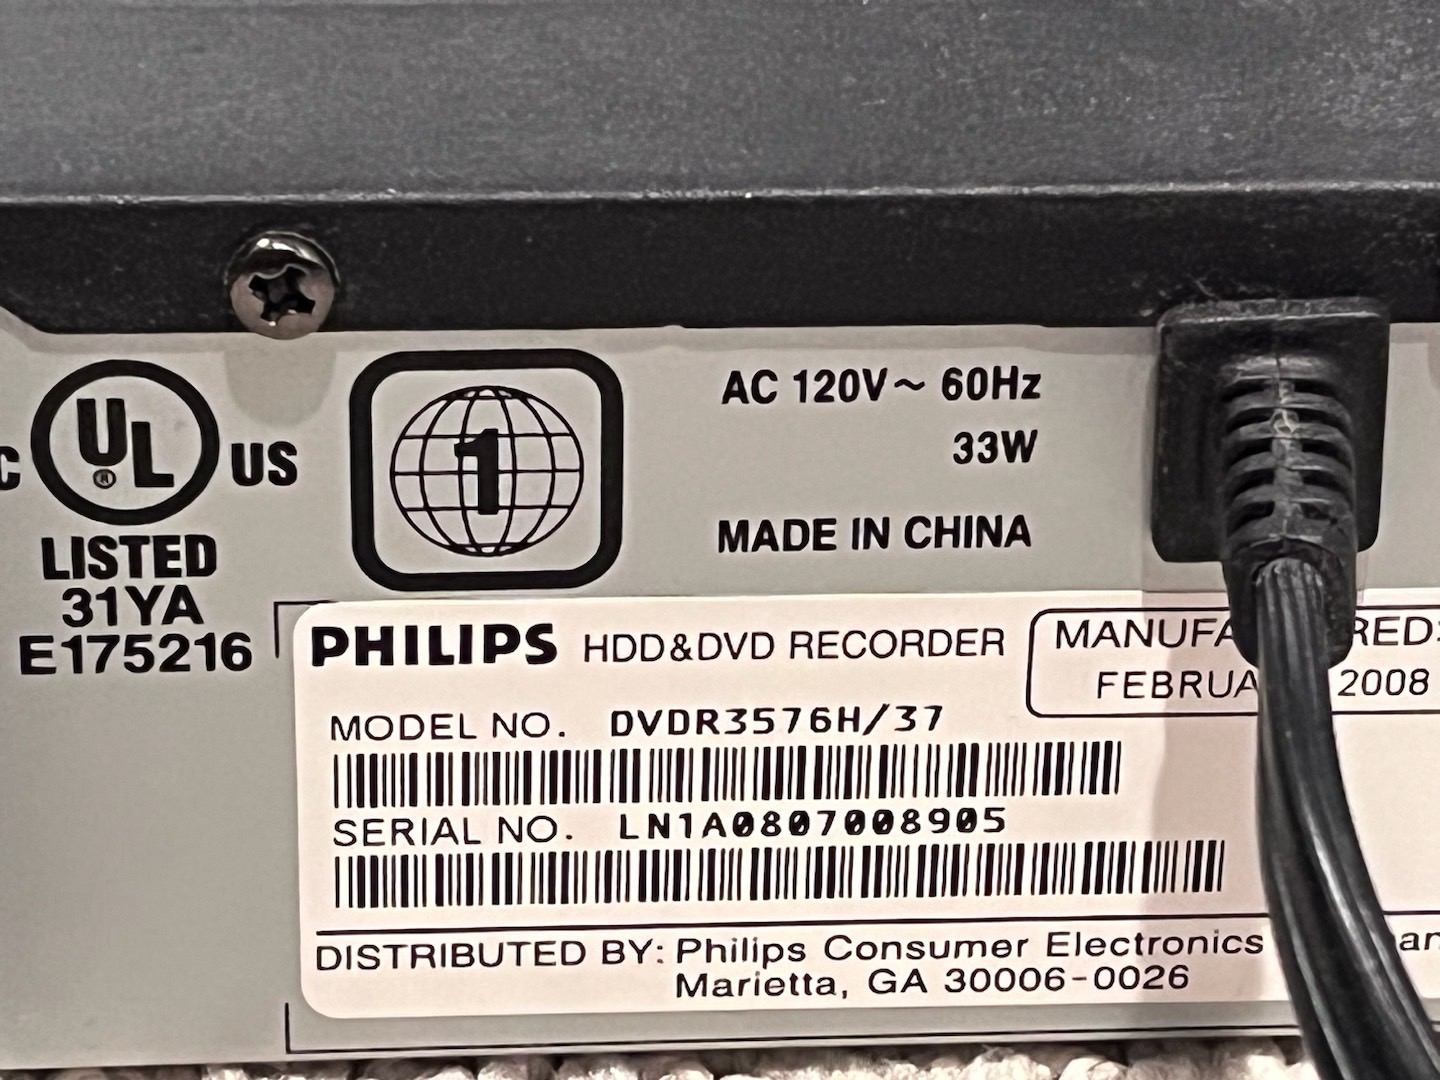 C UL US
®
LISTED
31YA
E175216
1
AC 120V~ 60Hz
33W
MADE IN CHINA
PHILIPS HDD&DVD RECORDER
MODEL NO. DVDR3576H/37
SERIAL NO. LN1A0807008905
2008
DISTRIBUTED BY: Philips Consumer Electronics
Marietta, GA 30006-0026